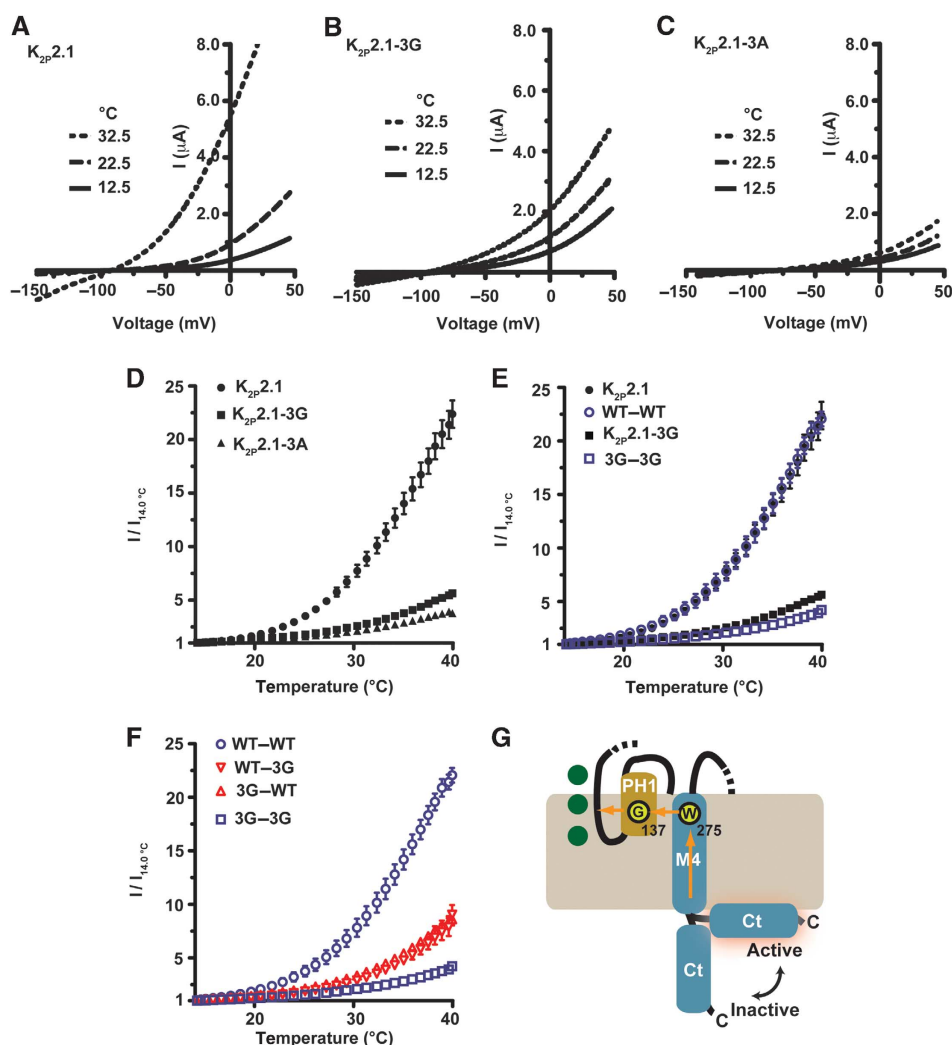 A
K2P2.1
°C
32.5
22.5
12.5
8.0
6.0
4.0
2.0
I (μA)
−150
−100
−50
0
50
Voltage (mV)
B
K2P2.1-3G
°C
32.5
22.5
12.5
8.0
6.0
4.0
2.0
I (μA)
−150
−100
−50
0
50
Voltage (mV)
C
K2P2.1-3A
°C
32.5
22.5
12.5
8.0
6.0
4.0
2.0
I (μA)
−150
−100
−50
0
50
Voltage (mV)
D
K2P2.1
K2P2.1-3G
K2P2.1-3A
25
20
15
10
5
1
I / I14.0 °C
20
30
40
Temperature (°C)
E
K2P2.1
WT–WT
K2P2.1-3G
3G–3G
25
20
15
10
5
1
I / I14.0 °C
20
30
40
Temperature (°C)
F
WT–WT
WT–3G
3G–WT
3G–3G
25
20
15
10
5
1
I / I14.0 °C
20
30
40
Temperature (°C)
G
PH1
G
137
W
275
M4
Ct
C
Active
Ct
Inactive
C